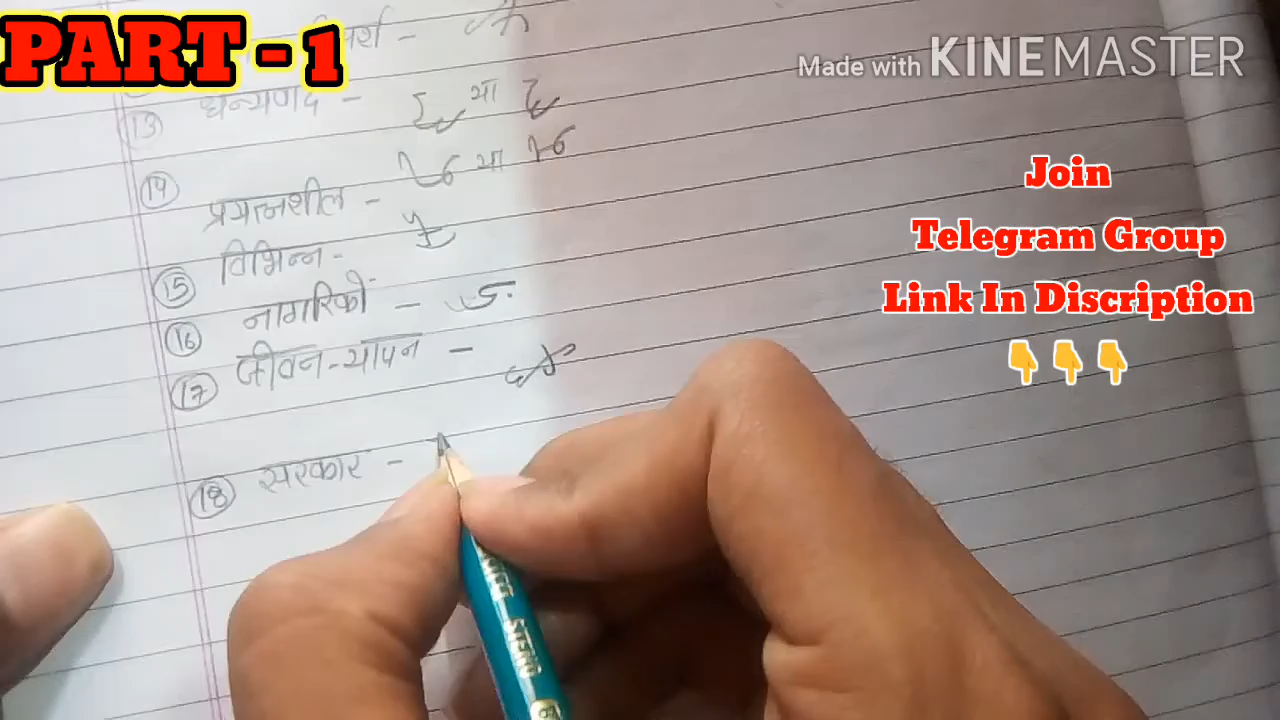 PART - 1
Made with KINEMASTER
Join
Telegram Group
Link In Discription
👇👇👇
13 धन्यवाद - या
14 प्रयत्नशील - या
15 विभिन्न -
16 नागरिकों -
17 जीवन-यापन -
18 सरकार -
STENO